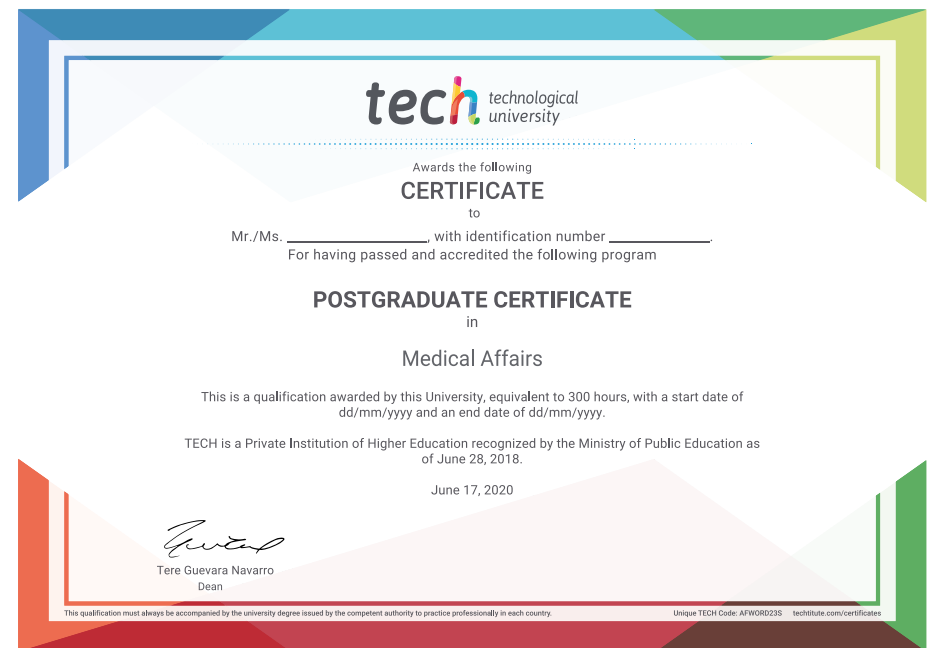 tech technological
university
Awards the following
CERTIFICATE
to
Mr./Ms. ____________, with identification number ____________.
For having passed and accredited the following program
POSTGRADUATE CERTIFICATE
in
Medical Affairs
This is a qualification awarded by this University, equivalent to 300 hours, with a start date of
dd/mm/yyyy and an end date of dd/mm/yyyy.
TECH is a Private Institution of Higher Education recognized by the Ministry of Public Education as
of June 28, 2018.
June 17, 2020
Tere Guevara Navarro
Dean
This qualification must always be accompanied by the university degree issued by the competent authority to practice professionally in each country. Unique TECH Code: AFWORD23S techtitute.com/certificates